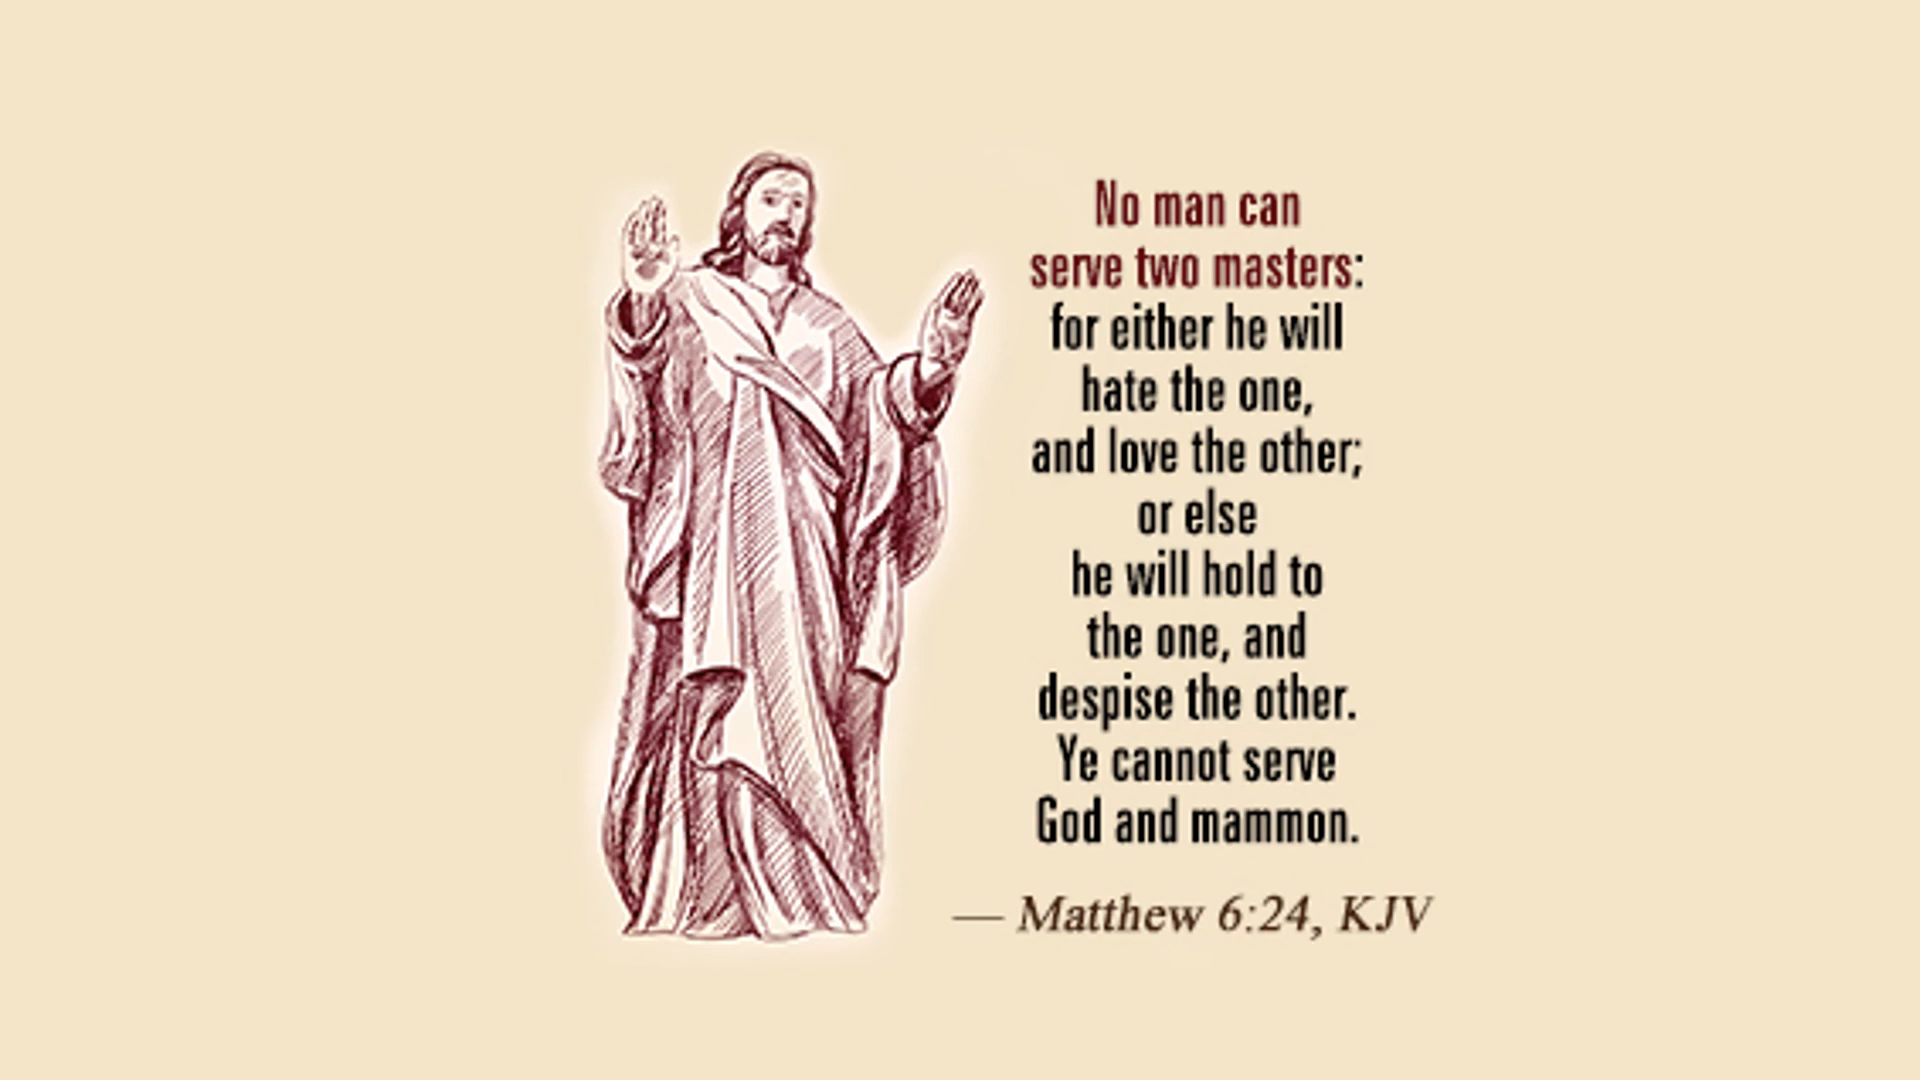 No man can
serve two masters:
for either he will
hate the one,
and love the other;
or else
he will hold to
the one, and
despise the other.
Ye cannot serve
God and mammon.
— Matthew 6:24, KJV